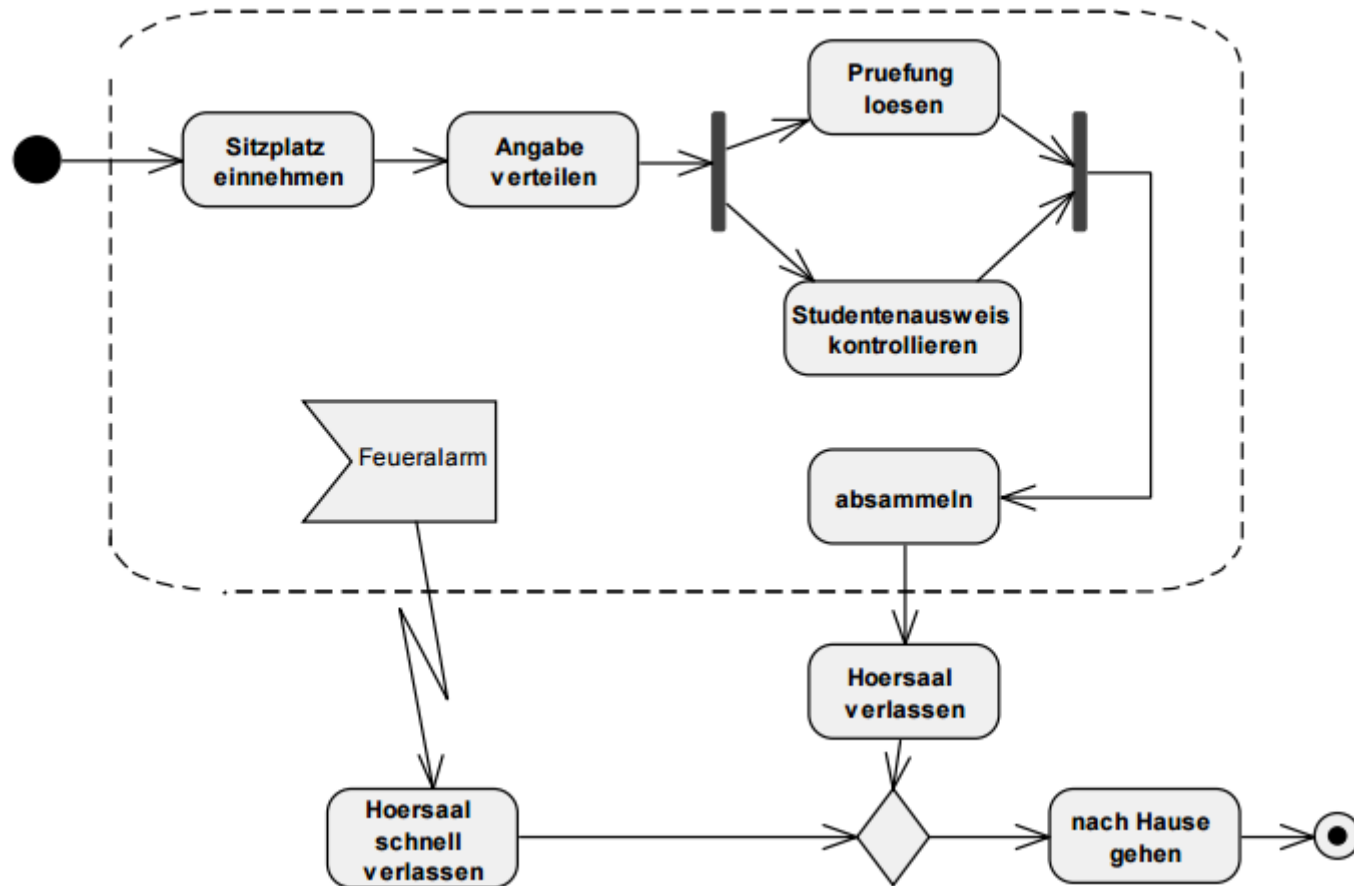 Pruefung
loesen
Sitzplatz
einnehmen
Angabe
verteilen
Studentenausweis
kontrollieren
Feueralarm
absammeln
Hoersaal
verlassen
Hoersaal
schnell
verlassen
nach Hause
gehen